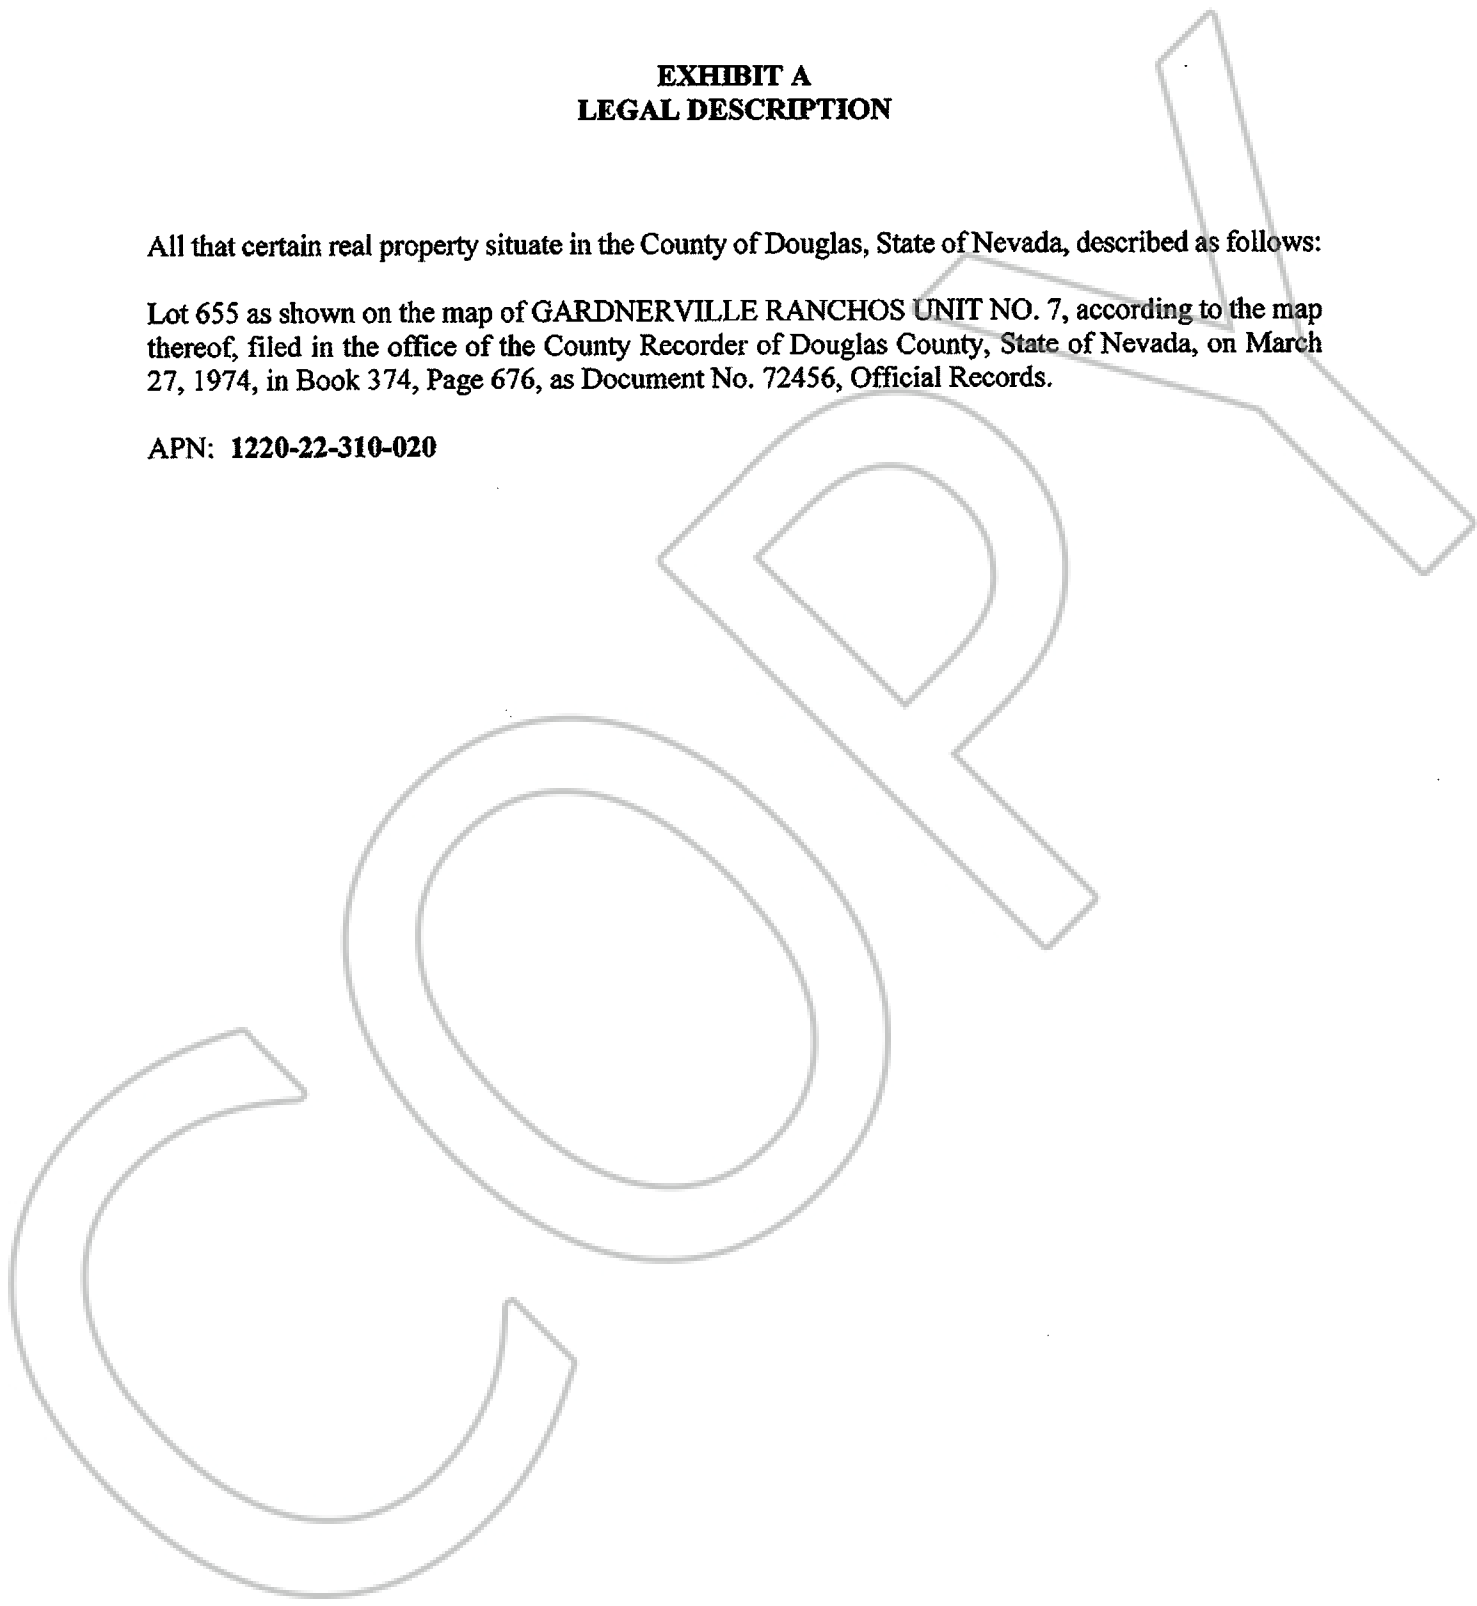 EXHIBIT A
LEGAL DESCRIPTION
All that certain real property situate in the County of Douglas, State of Nevada, described as follows:
Lot 655 as shown on the map of GARDNERVILLE RANCHOS UNIT NO. 7, according to the map
thereof, filed in the office of the County Recorder of Douglas County, State of Nevada, on March
27, 1974, in Book 374, Page 676, as Document No. 72456, Official Records.
APN: 1220-22-310-020
COPY